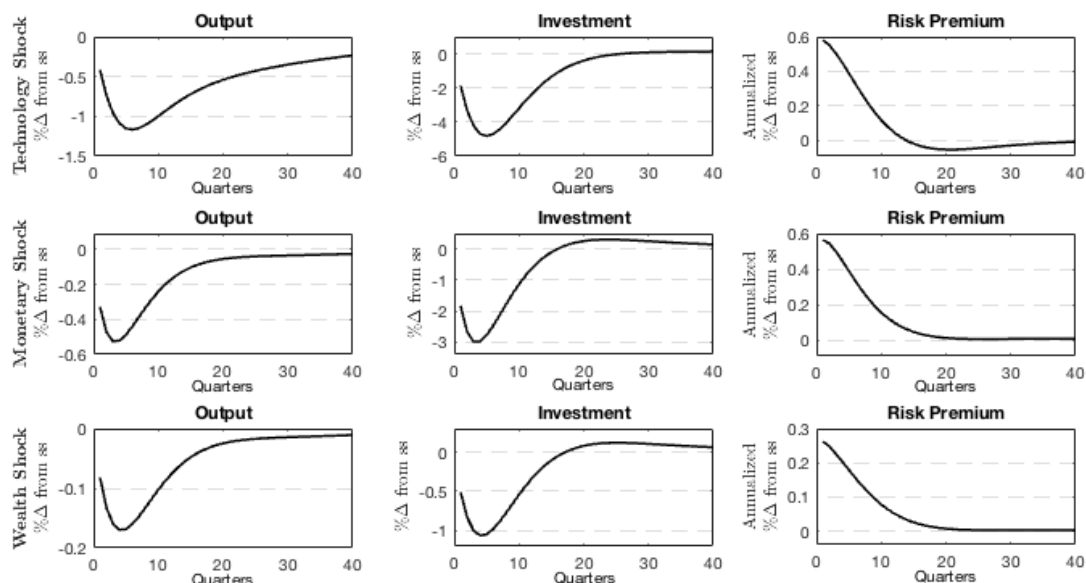 Output Investment Risk Premium
Technology Shock
%Δ from ss
0
-0.5
-1
-1.5
0 10 20 30 40
Quarters
%Δ from ss
0
-2
-4
-6
0 10 20 30 40
Quarters
Annualized
%Δ from ss
0.6
0.4
0.2
0
0 10 20 30 40
Quarters
Output Investment Risk Premium
Monetary Shock
%Δ from ss
0
-0.2
-0.4
-0.6
0 10 20 30 40
Quarters
%Δ from ss
0
-1
-2
-3
0 10 20 30 40
Quarters
Annualized
%Δ from ss
0.6
0.4
0.2
0
0 10 20 30 40
Quarters
Output Investment Risk Premium
Wealth Shock
%Δ from ss
0
-0.1
-0.2
0 10 20 30 40
Quarters
%Δ from ss
0
-0.5
-1
0 10 20 30 40
Quarters
Annualized
%Δ from ss
0.3
0.2
0.1
0
0 10 20 30 40
Quarters